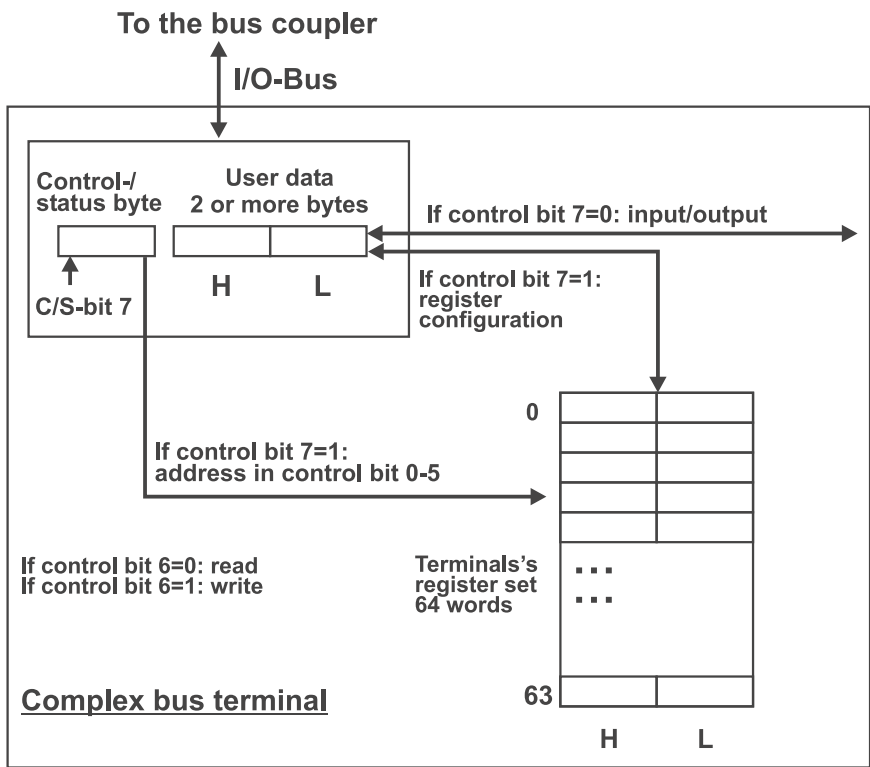 To the bus coupler
I/O-Bus
Control-/
status byte
User data
2 or more bytes
If control bit 7=0: input/output
H
L
C/S-bit 7
If control bit 7=1:
register
configuration
0
If control bit 7=1:
address in control bit 0-5
If control bit 6=0: read
If control bit 6=1: write
Terminals's
register set
64 words
...
...
Complex bus terminal
63
H
L